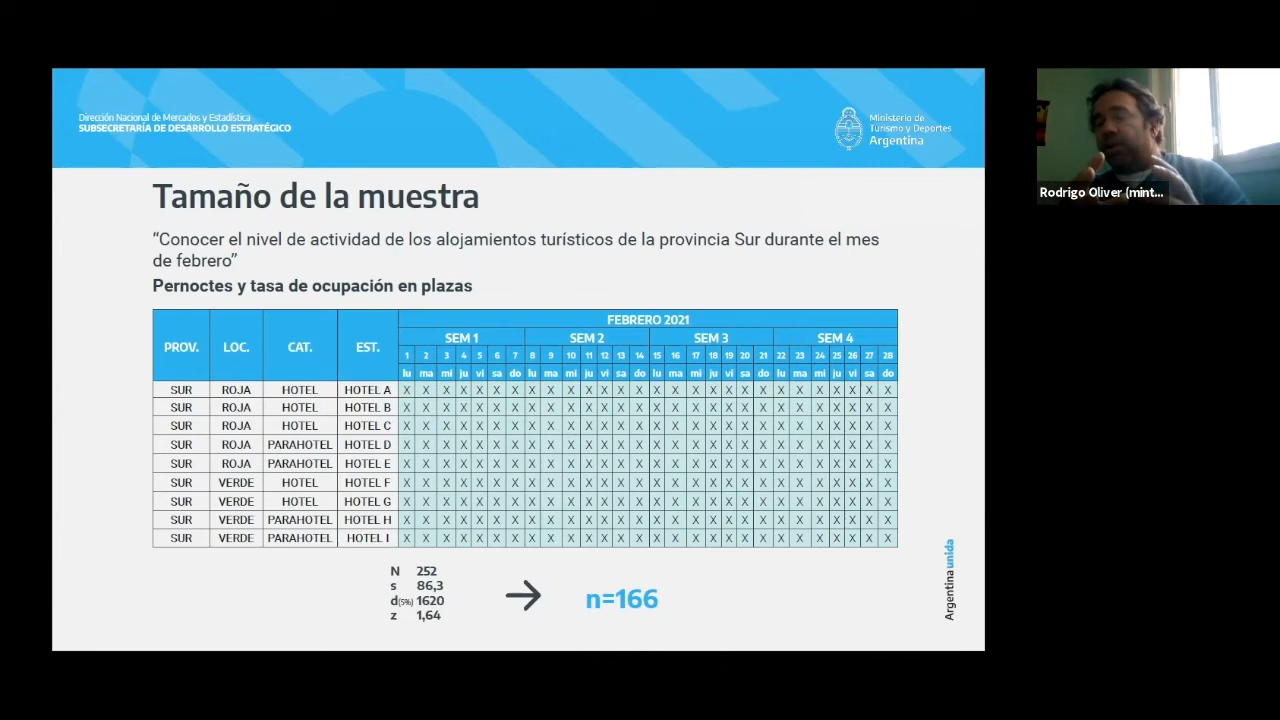 Dirección Nacional de Mercados y Estadística
SUBSECRETARÍA DE DESARROLLO ESTRATÉGICO
Ministerio de
Turismo y Deportes
Argentina
Rodrigo Oliver (mint...
Tamaño de la muestra
“Conocer el nivel de actividad de los alojamientos turísticos de la provincia Sur durante el mes
de febrero”
Pernoctes y tasa de ocupación en plazas
PROV. LOC. CAT. EST. FEBRERO 2021
SEM 1 SEM 2 SEM 3 SEM 4
1 2 3 4 5 6 7 8 9 10 11 12 13 14 15 16 17 18 19 20 21 22 23 24 25 26 27 28
lu ma mi ju vi sa do lu ma mi ju vi sa do lu ma mi ju vi sa do lu ma mi ju vi sa do
SUR ROJA HOTEL HOTEL A X X X X X X X X X X X X X X X X X X X X X X X X X X X X
SUR ROJA HOTEL HOTEL B X X X X X X X X X X X X X X X X X X X X X X X X X X X X
SUR ROJA HOTEL HOTEL C X X X X X X X X X X X X X X X X X X X X X X X X X X X X
SUR ROJA PARAHOTEL HOTEL D X X X X X X X X X X X X X X X X X X X X X X X X X X X X
SUR ROJA PARAHOTEL HOTEL E X X X X X X X X X X X X X X X X X X X X X X X X X X X X
SUR VERDE HOTEL HOTEL F X X X X X X X X X X X X X X X X X X X X X X X X X X X X
SUR VERDE HOTEL HOTEL G X X X X X X X X X X X X X X X X X X X X X X X X X X X X
SUR VERDE PARAHOTEL HOTEL H X X X X X X X X X X X X X X X X X X X X X X X X X X X X
SUR VERDE PARAHOTEL HOTEL I X X X X X X X X X X X X X X X X X X X X X X X X X X X X
N 252
s 86,3
d(5%) 1620
z 1,64
n=166
Argentina unida